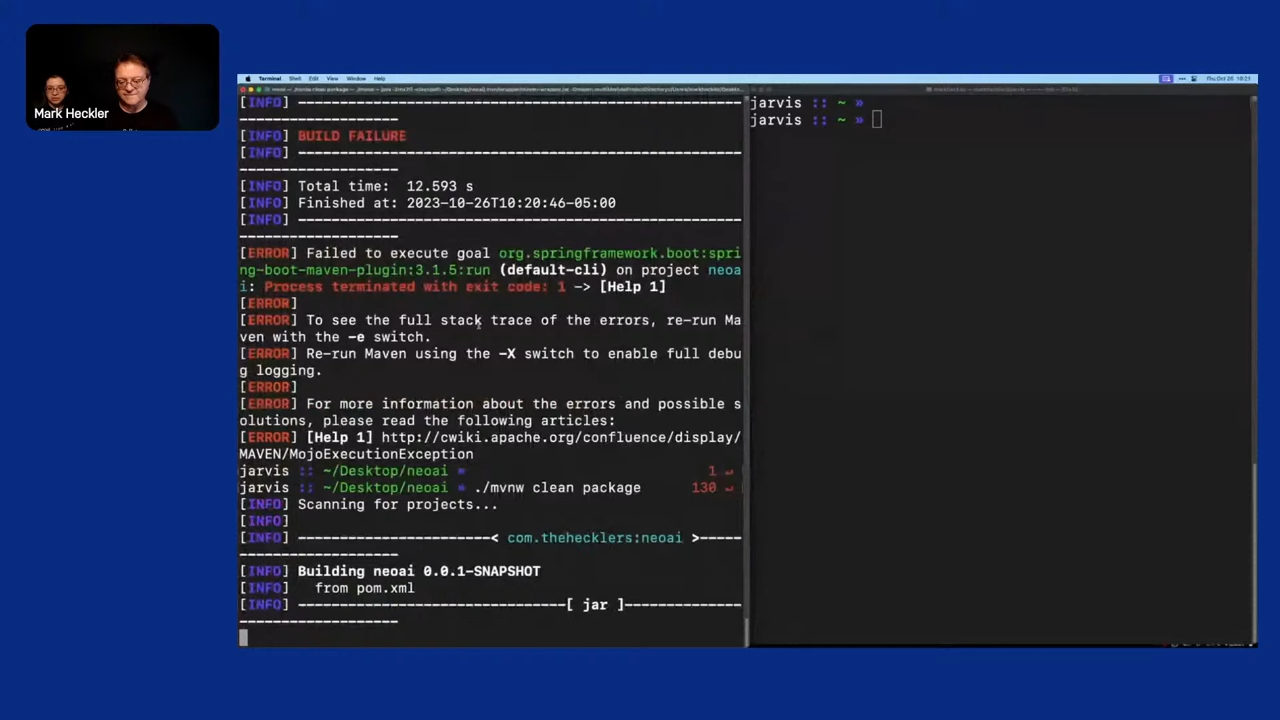 Mark Heckler
Terminal Shell Edit View Window Help
[INFO] ------------------------------------------------------------------------
[INFO] BUILD FAILURE
[INFO] ------------------------------------------------------------------------
[INFO] Total time:  12.593 s
[INFO] Finished at: 2023-10-26T10:20:46-05:00
[INFO] ------------------------------------------------------------------------
[ERROR] Failed to execute goal org.springframework.boot:spri
ng-boot-maven-plugin:3.1.5:run (default-cli) on project neoa
i: Process terminated with exit code: 1 -> [Help 1]
[ERROR]
[ERROR] To see the full stack trace of the errors, re-run Ma
ven with the -e switch.
[ERROR] Re-run Maven using the -X switch to enable full debu
g logging.
[ERROR]
[ERROR] For more information about the errors and possible s
olutions, please read the following articles:
[ERROR] [Help 1] http://cwiki.apache.org/confluence/display/
MAVEN/MojoExecutionException
jarvis :: ~/Desktop/neoai * 1 ↵
jarvis :: ~/Desktop/neoai * ./mvnw clean package 130 ↵
[INFO] Scanning for projects...
[INFO]
[INFO] -----------------------< com.thehecklers:neoai >-----
[INFO] Building neoai 0.0.1-SNAPSHOT
[INFO]   from pom.xml
[INFO] --------------------------------[ jar ]--------------
jarvis :: ~ »
jarvis :: ~ »